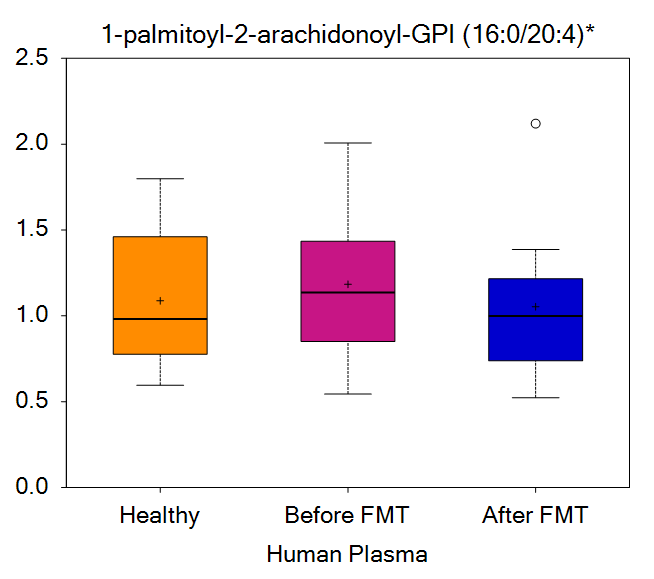 1-palmitoyl-2-arachidonoyl-GPI (16:0/20:4)*
2.5
2.0
1.5
1.0
0.5
0.0
Healthy Before FMT After FMT
Human Plasma